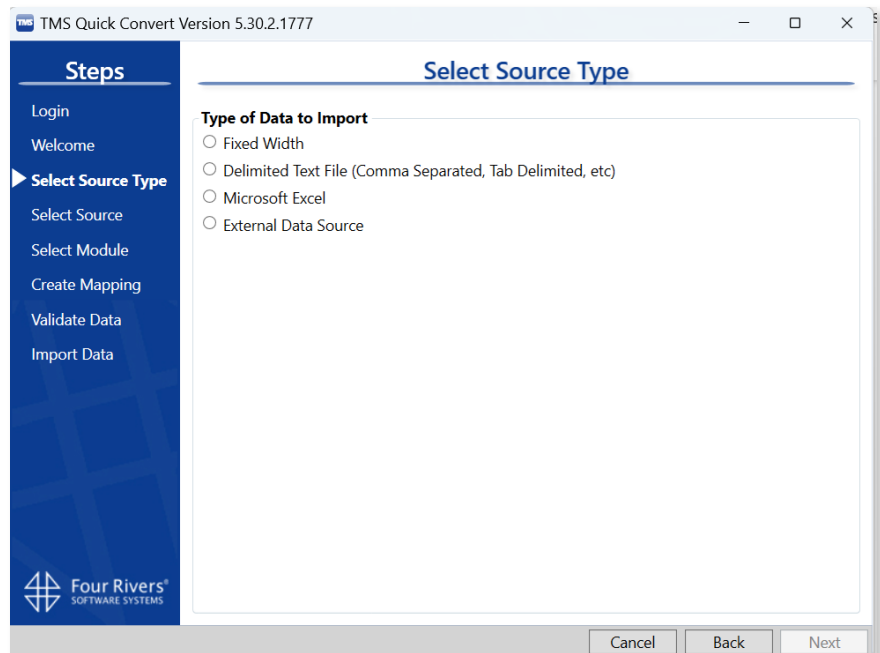 TMS Quick Convert Version 5.30.2.1777
Steps
Login
Welcome
Select Source Type
Select Source
Select Module
Create Mapping
Validate Data
Import Data
Four Rivers®
SOFTWARE SYSTEMS
Select Source Type
Type of Data to Import
Fixed Width
Delimited Text File (Comma Separated, Tab Delimited, etc)
Microsoft Excel
External Data Source
Cancel
Back
Next